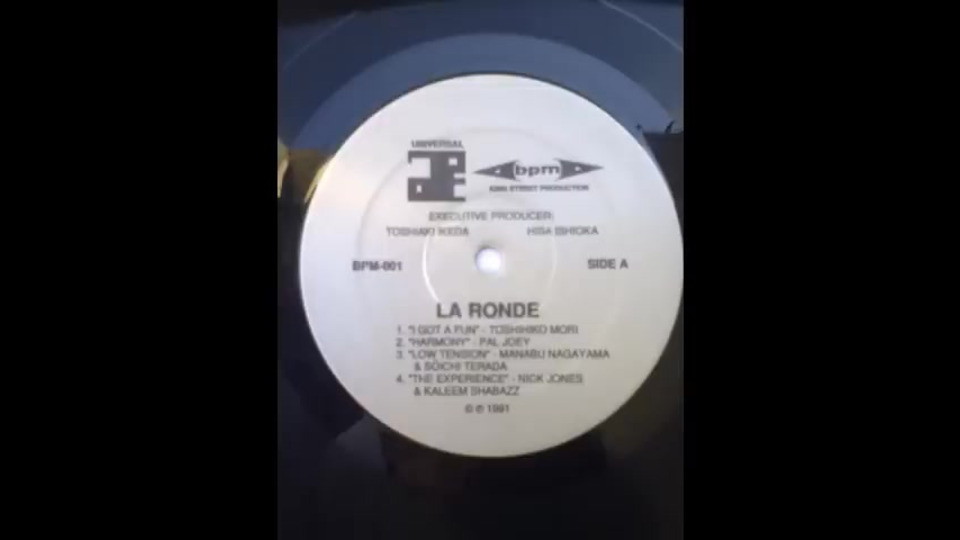 UNIVERSAL
bpm
KING STREET PRODUCTION
EXECUTIVE PRODUCER:
TOSHIAKI IKEDA HISA ISHIOKA
BPM-001 SIDE A
LA RONDE
1. "I GOT A FUN" - TOSHIHIKO MORI
2. "HARMONY" - PAL JOEY
3. "LOW TENSION" - MANABU NAGAYAMA
& SOICHI TERADA
4. "THE EXPERIENCE" - NICK JONES
& KALEEM SHABAZZ
© ℗ 1991